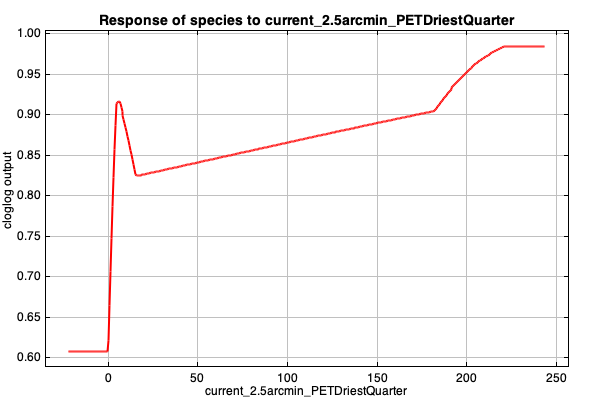 Response of species to current_2.5arcmin_PETDriestQuarter
1.00
0.95
0.90
0.85
0.80
0.75
0.70
0.65
0.60
cloglog output
0 50 100 150 200 250
current_2.5arcmin_PETDriestQuarter